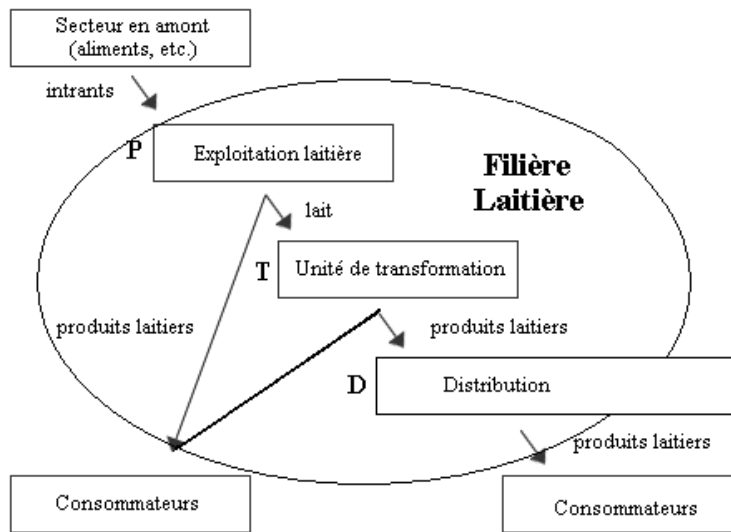 Secteur en amont
(aliments, etc.)
intrants
P
Exploitation laitière
Filière
Laitière
lait
T
Unité de transformation
produits laitiers
produits laitiers
D
Distribution
produits laitiers
Consommateurs
Consommateurs